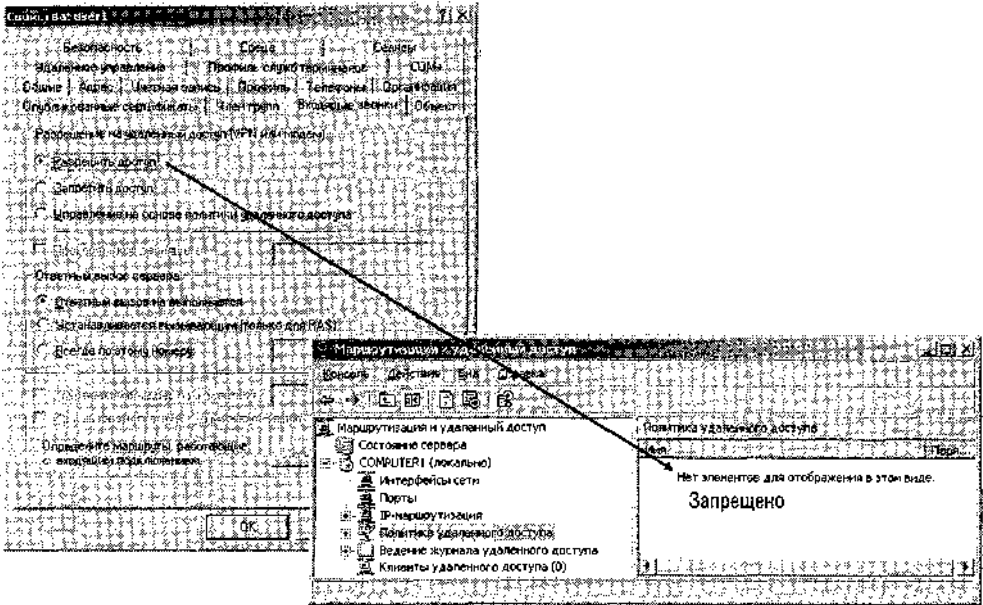 Безопасность Среда Сеансы
Удаленное управление Профиль служб терминалов COM+
Общие Адрес Учетная запись Профиль Телефоны Организация
Опубликованные сертификаты Член групп Входящие звонки Объект
Разрешение на удаленный доступ (VPN или модем)
Разрешить доступ
Запретить доступ
Управление на основе политики удаленного доступа
Ответный вызов сервера
Ответный вызов не выполняется
Устанавливается вызывающим (только для RAS)
Всегда по этому номеру
Определите маршруты, работающие
с входящими подключениями.
OK
Маршрутизация и удаленный доступ
Консоль Действие Вид Справка
Маршрутизация и удаленный доступ
Состояние сервера
COMPUTER1 (локально)
Интерфейсы сети
Порты
IP-маршрутизация
Политика удаленного доступа
Ведение журнала удаленного доступа
Клиенты удаленного доступа (0)
Политика удаленного доступа
Имя
Нет элементов для отображения в этом виде.
Запрещено